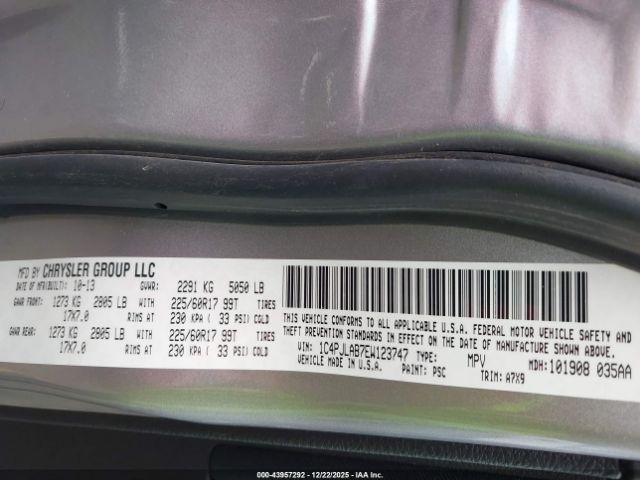 MFD BY CHRYSLER GROUP LLC
DATE OF MFR(BUILT): 10-13 GVWR: 2291 KG 5050 LB
GAWR FRONT: 1273 KG 2805 LB WITH 225/60R17 99T TIRES
17X7.0 RIMS AT 230 KPA ( 33 PSI) COLD
GAWR REAR: 1273 KG 2805 LB WITH 225/60R17 99T TIRES
17X7.0 RIMS AT 230 KPA ( 33 PSI) COLD
THIS VEHICLE CONFORMS TO ALL APPLICABLE U.S.A. FEDERAL MOTOR VEHICLE SAFETY AND
THEFT PREVENTION STANDARDS IN EFFECT ON THE DATE OF MANUFACTURE SHOWN ABOVE.
VIN: 1C4PJLAB7EW123747 TYPE: MPV MDH:101908 035AA
VEHICLE MADE IN U.S.A. PAINT: PSC TRIM: A7X9
000-43957292 - 12/22/2025 - IAAI, Inc.